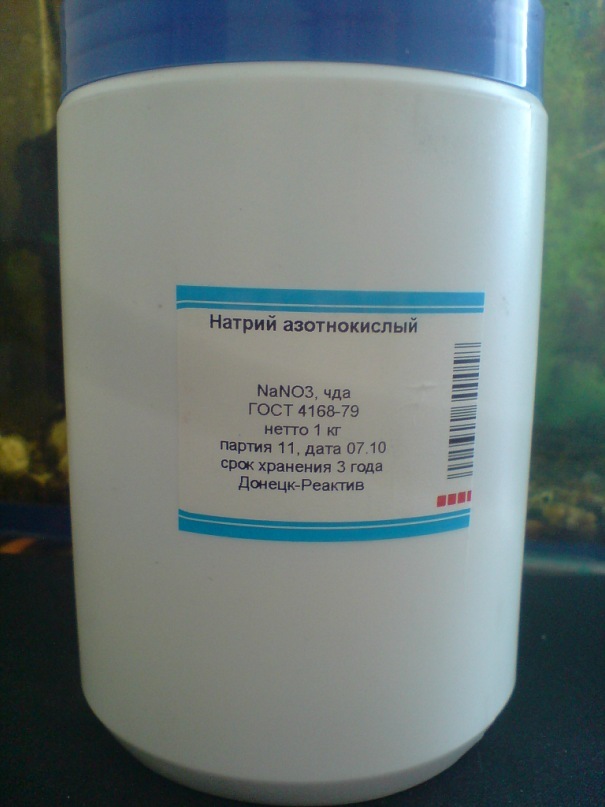 Натрий азотнокислый
NaNO3, чда
ГОСТ 4168-79
нетто 1 кг
партия 11, дата 07.10
срок хранения 3 года
Донецк-Реактив